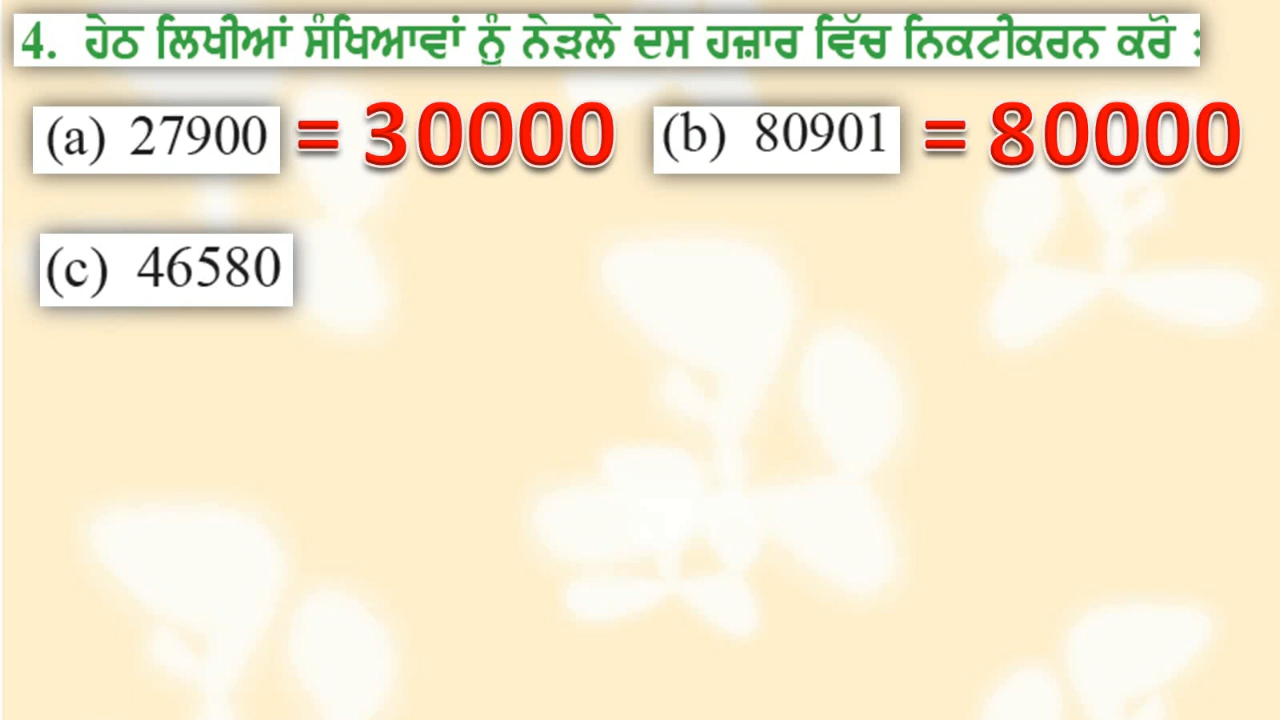 4. ਹੇਠ ਲਿਖੀਆਂ ਸੰਖਿਆਵਾਂ ਨੂੰ ਨੇੜਲੇ ਦਸ ਹਜ਼ਾਰ ਵਿੱਚ ਨਿਕਟੀਕਰਨ ਕਰੋ :
(a) 27900 = 30000 (b) 80901 = 80000
(c) 46580